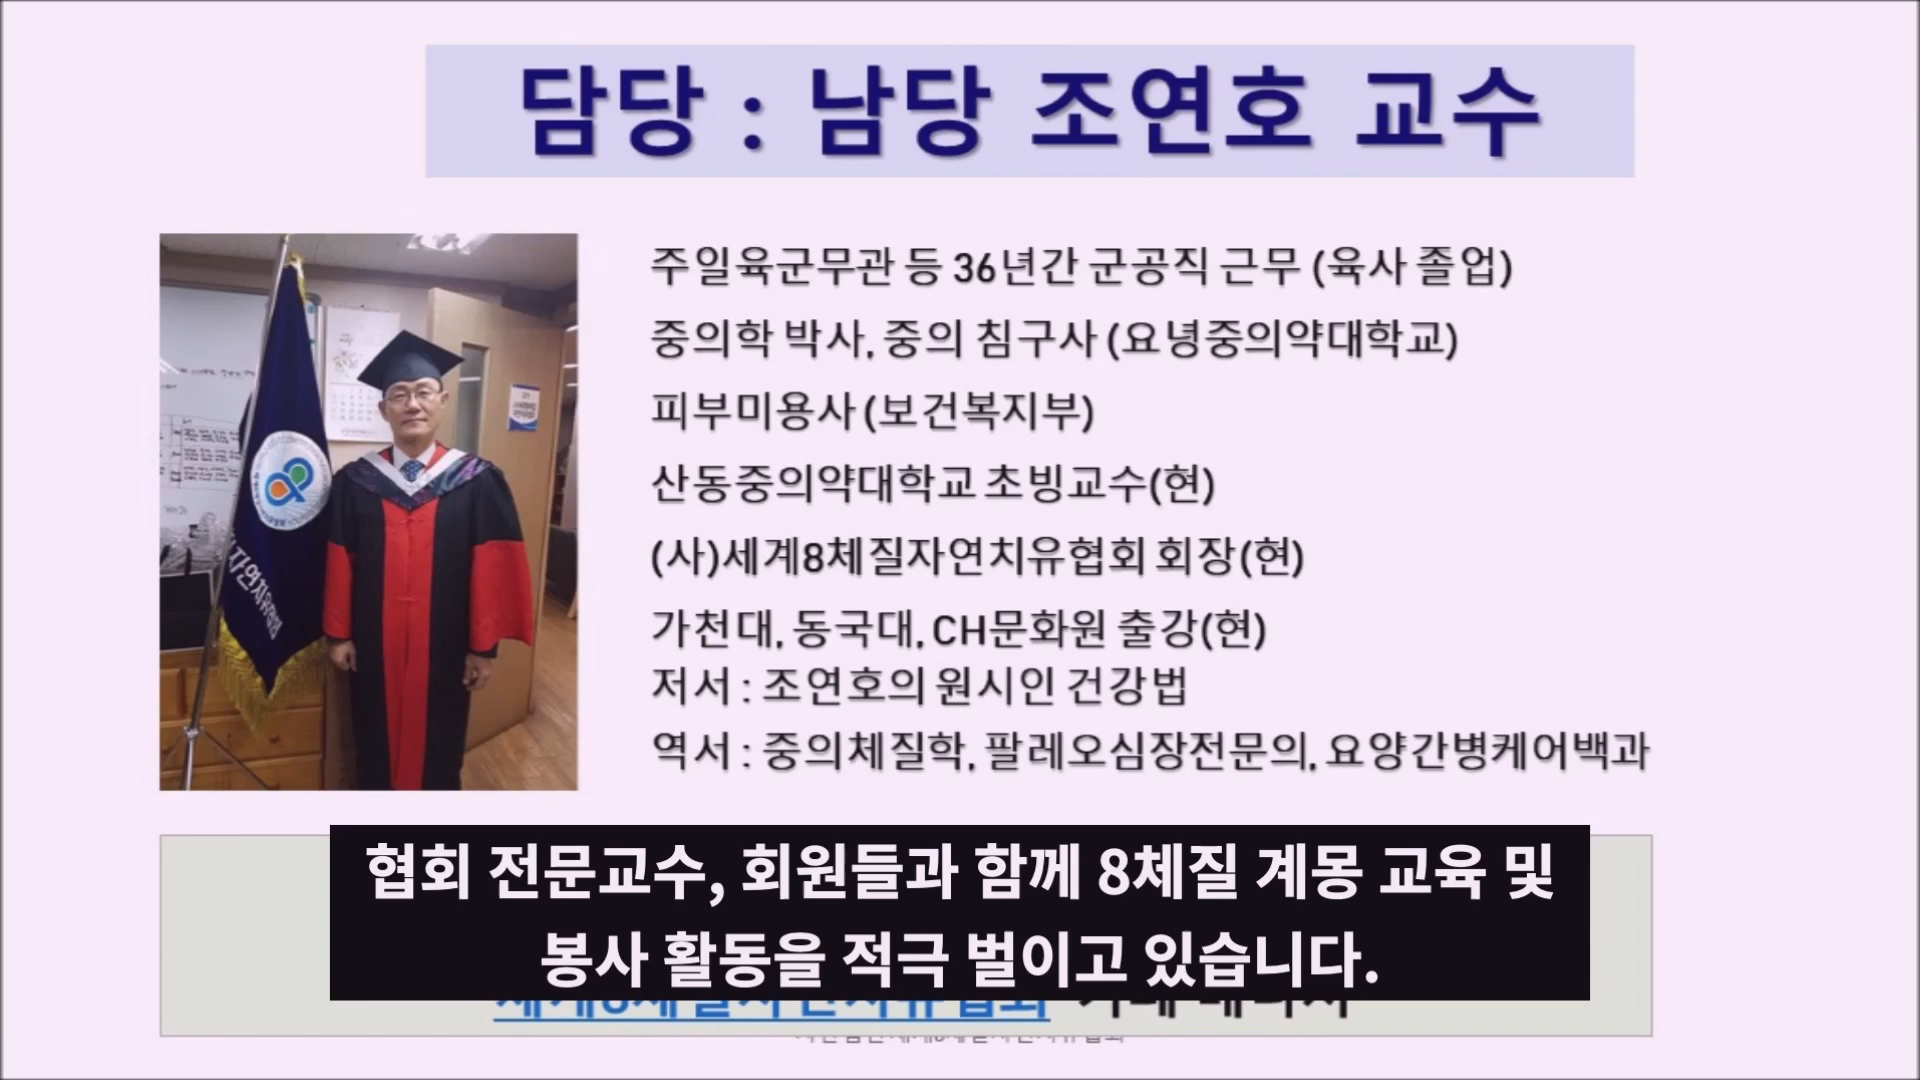 담당 : 남당 조연호 교수
주일육군무관 등 36년간 군공직 근무 (육사 졸업)
중의학 박사, 중의 침구사 (요녕중의약대학교)
피부미용사 (보건복지부)
산동중의약대학교 초빙교수(현)
(사)세계8체질자연치유협회 회장(현)
가천대, 동국대, CH문화원 출강(현)
저서 : 조연호의 원시인 건강법
역서 : 중의체질학, 팔레오심장전문의, 요양간병케어백과
자연치유협회
협회 전문교수, 회원들과 함께 8체질 계몽 교육 및
봉사 활동을 적극 벌이고 있습니다.